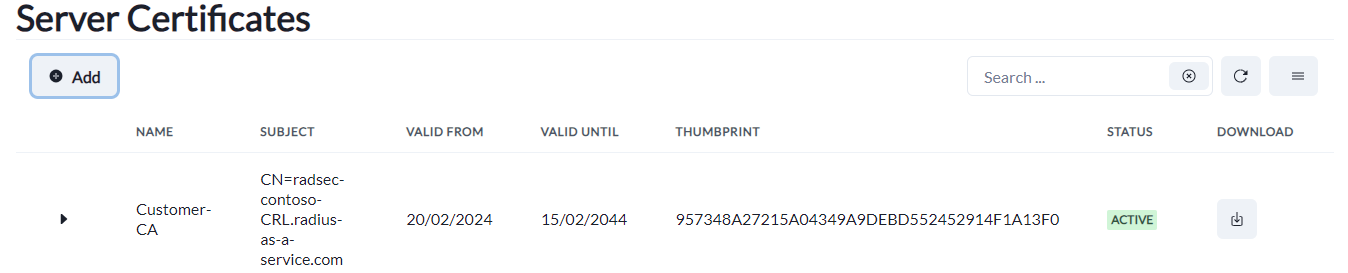 Server Certificates
Add
Search ...
NAME SUBJECT VALID FROM VALID UNTIL THUMBPRINT STATUS DOWNLOAD
CN=radsec-
contoso-
Customer- CRL.radius- 20/02/2024 15/02/2044 957348A27215A04349A9DEBD552452914F1A13F0 ACTIVE
CA as-a-
service.com